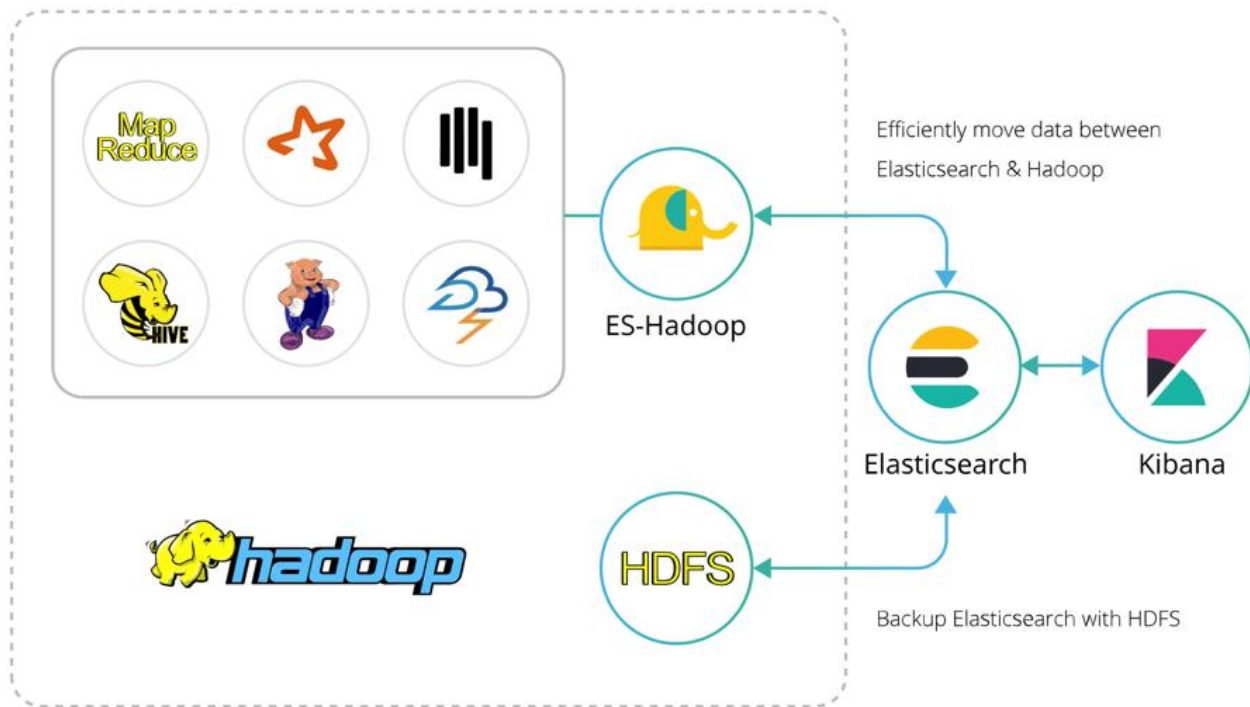 Map
Reduce
HIVE
ES-Hadoop
Efficiently move data between
Elasticsearch & Hadoop
Elasticsearch
Kibana
hadoop
HDFS
Backup Elasticsearch with HDFS